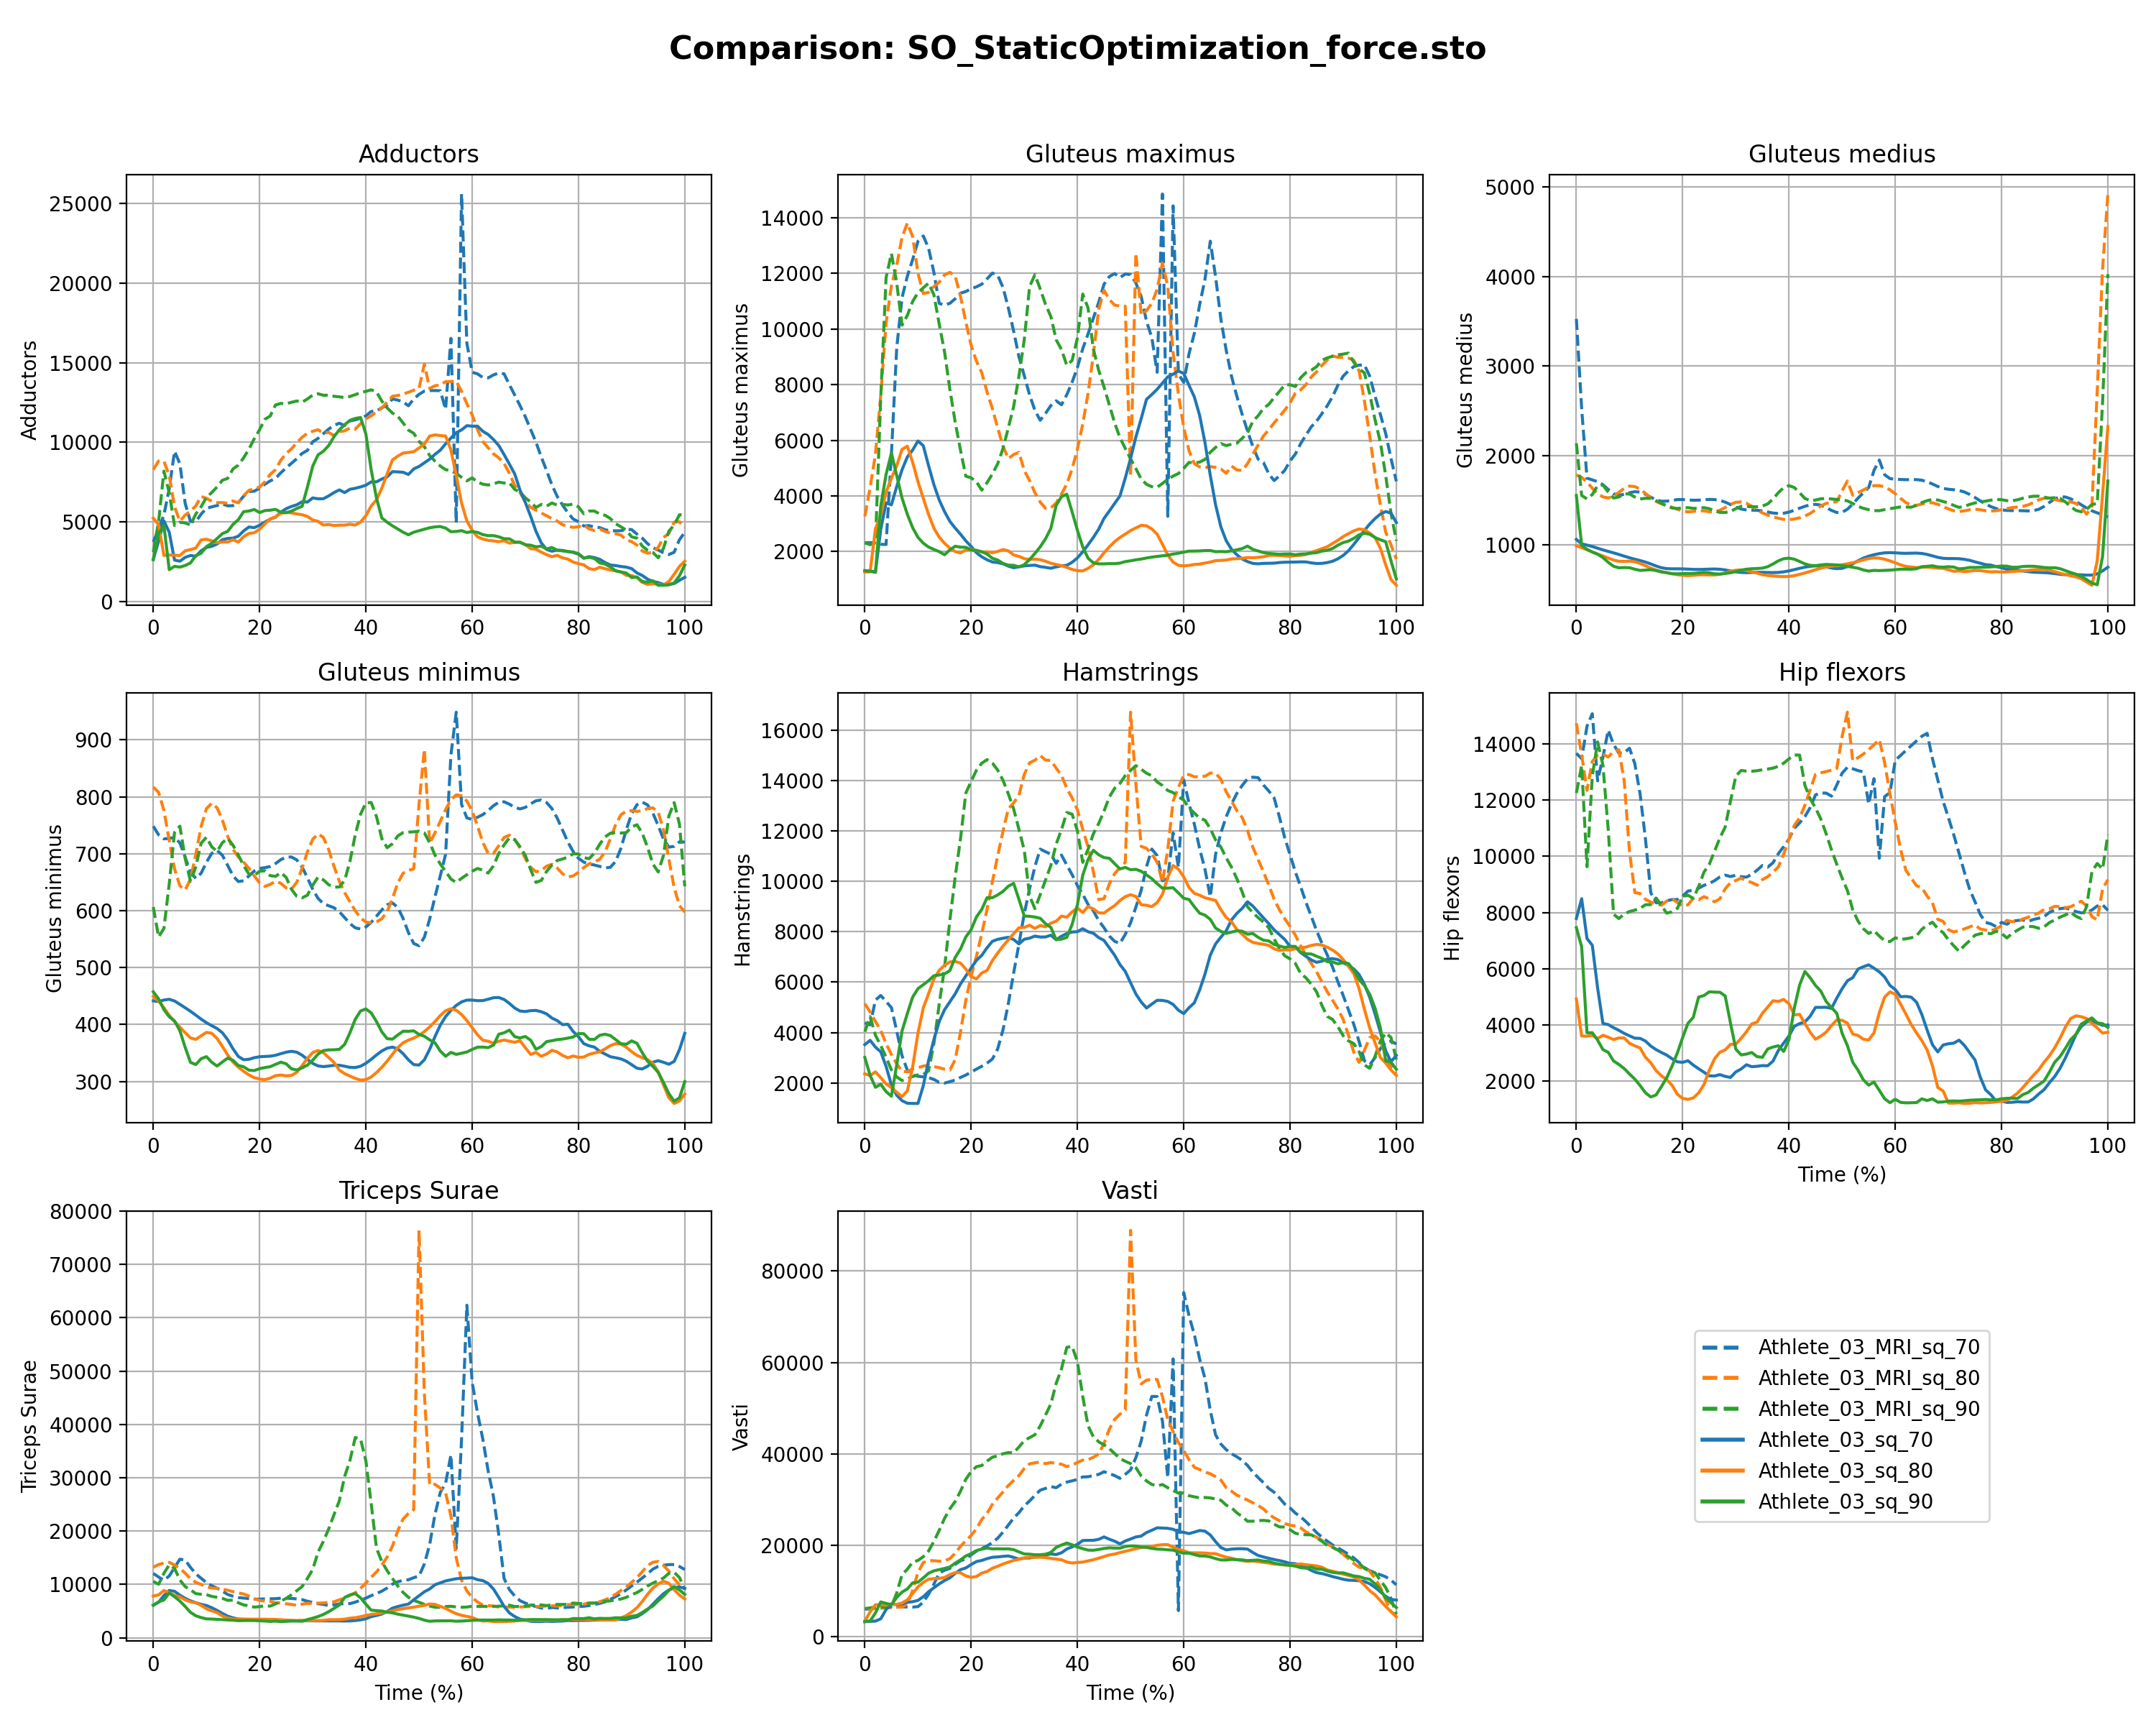 Comparison: SO_StaticOptimization_force.sto
Adductors
Adductors
25000
20000
15000
10000
5000
0
0 20 40 60 80 100
Gluteus maximus
Gluteus maximus
14000
12000
10000
8000
6000
4000
2000
0 20 40 60 80 100
Gluteus medius
Gluteus medius
5000
4000
3000
2000
1000
0 20 40 60 80 100
Gluteus minimus
Gluteus minimus
900
800
700
600
500
400
300
0 20 40 60 80 100
Hamstrings
Hamstrings
16000
14000
12000
10000
8000
6000
4000
2000
0 20 40 60 80 100
Hip flexors
Hip flexors
14000
12000
10000
8000
6000
4000
2000
0 20 40 60 80 100
Time (%)
Triceps Surae
Triceps Surae
80000
70000
60000
50000
40000
30000
20000
10000
0
0 20 40 60 80 100
Time (%)
Vasti
Vasti
80000
60000
40000
20000
0
0 20 40 60 80 100
Time (%)
Athlete_03_MRI_sq_70
Athlete_03_MRI_sq_80
Athlete_03_MRI_sq_90
Athlete_03_sq_70
Athlete_03_sq_80
Athlete_03_sq_90